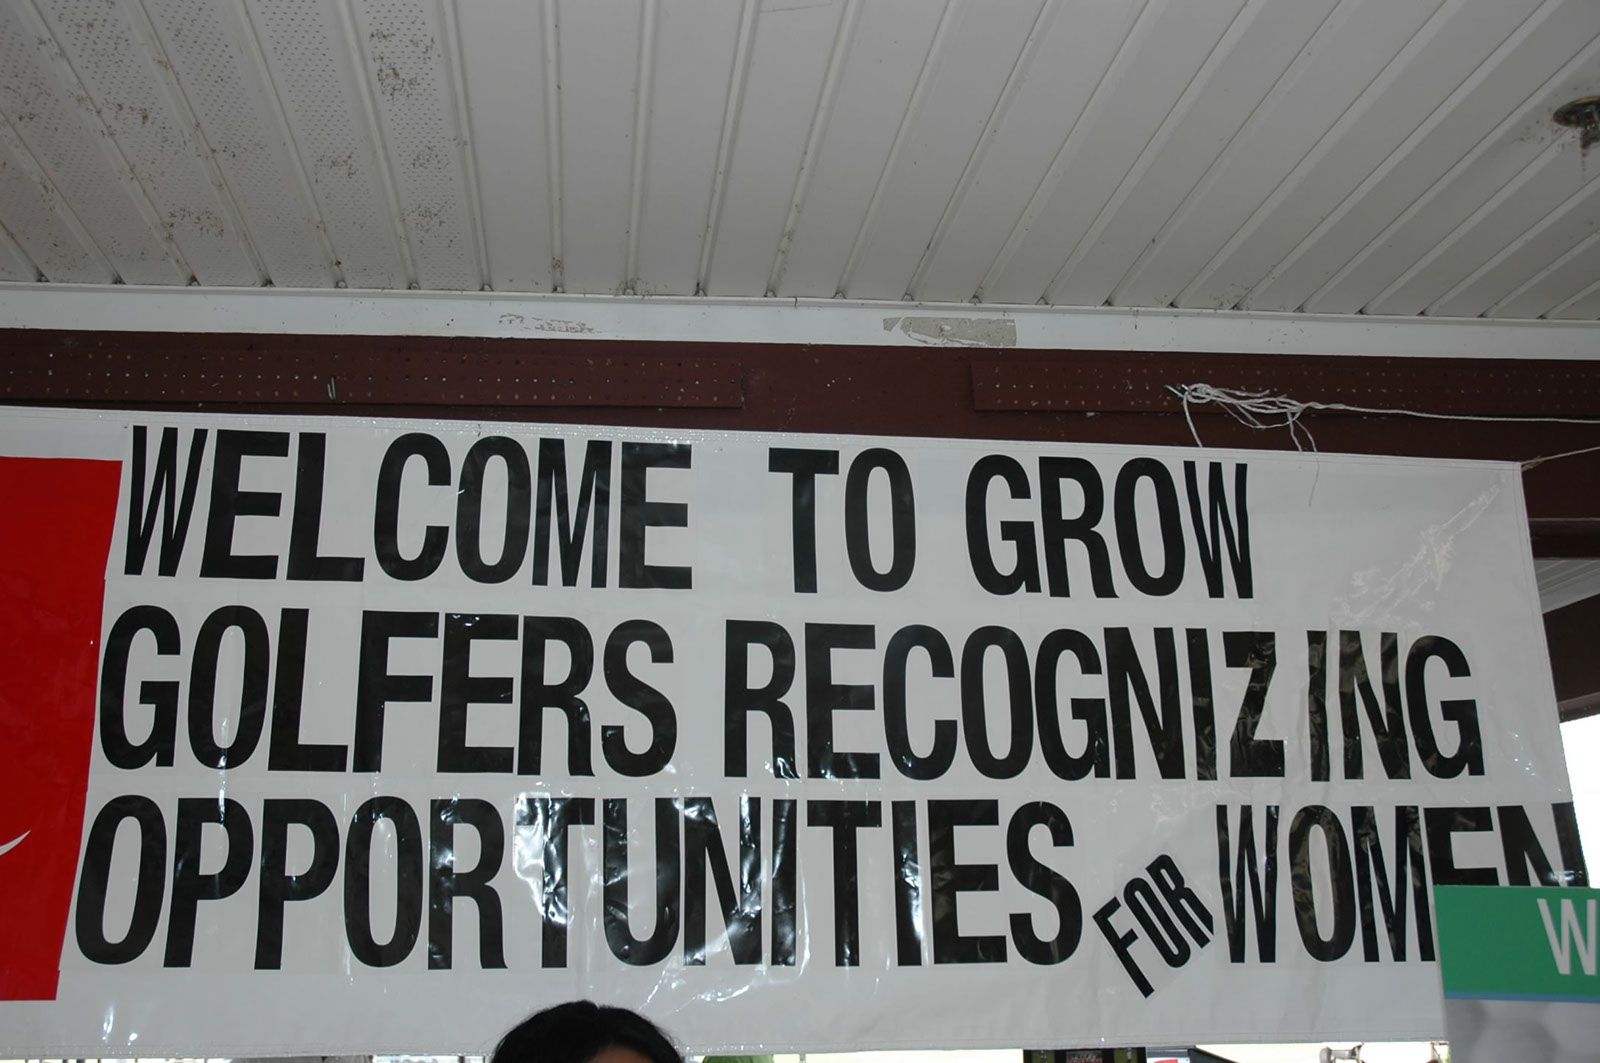 WELCOME TO GROW
GOLFERS RECOGNIZING
OPPORTUNITIES FOR WOMEN
W